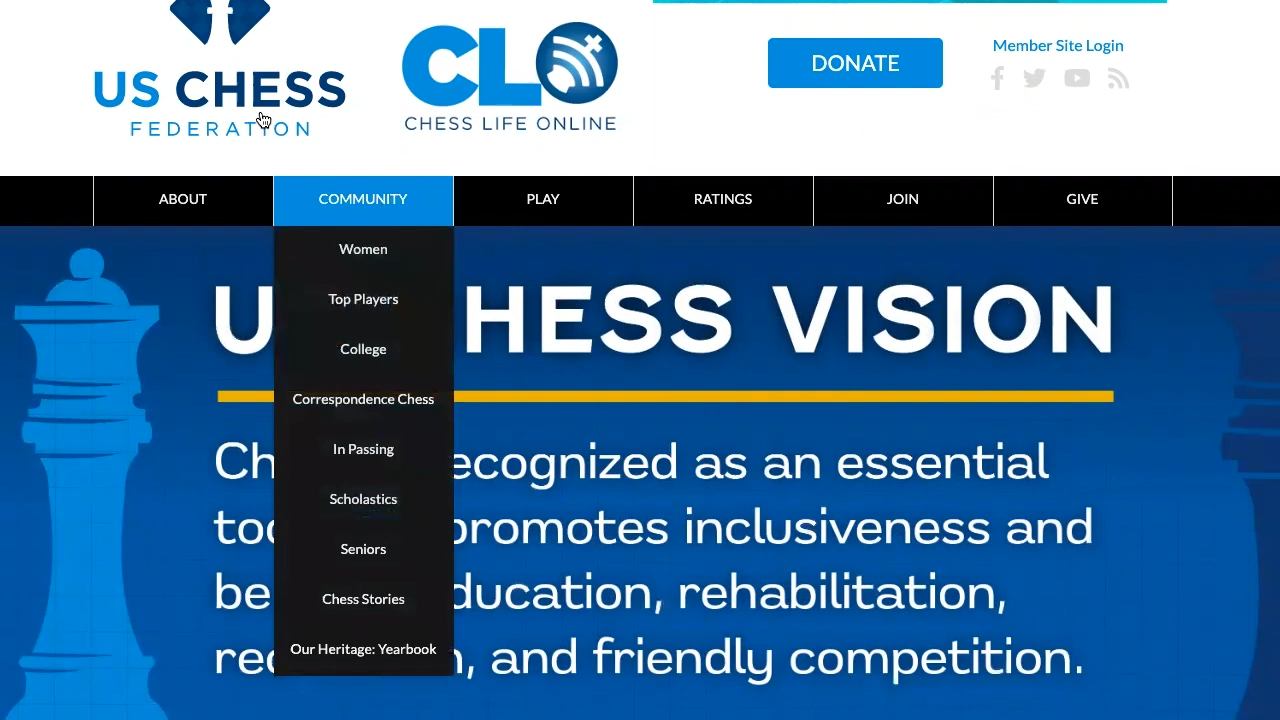 US CHESS
FEDERATION
CLO
CHESS LIFE ONLINE
DONATE
Member Site Login
ABOUT
COMMUNITY
PLAY
RATINGS
JOIN
GIVE
Women
Top Players
College
Correspondence Chess
In Passing
Scholastics
Seniors
Chess Stories
Our Heritage: Yearbook
U HESS VISION
Ch ecognized as an essential
too promotes inclusiveness and
be ducation, rehabilitation,
rec n, and friendly competition.